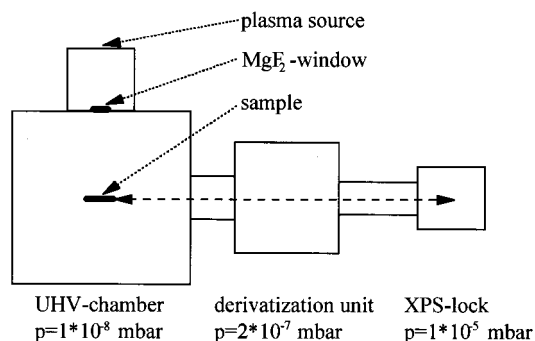 plasma source
MgF₂-window
sample
UHV-chamber derivatization unit XPS-lock
p=1*10⁻⁸ mbar p=2*10⁻⁷ mbar p=1*10⁻⁵ mbar